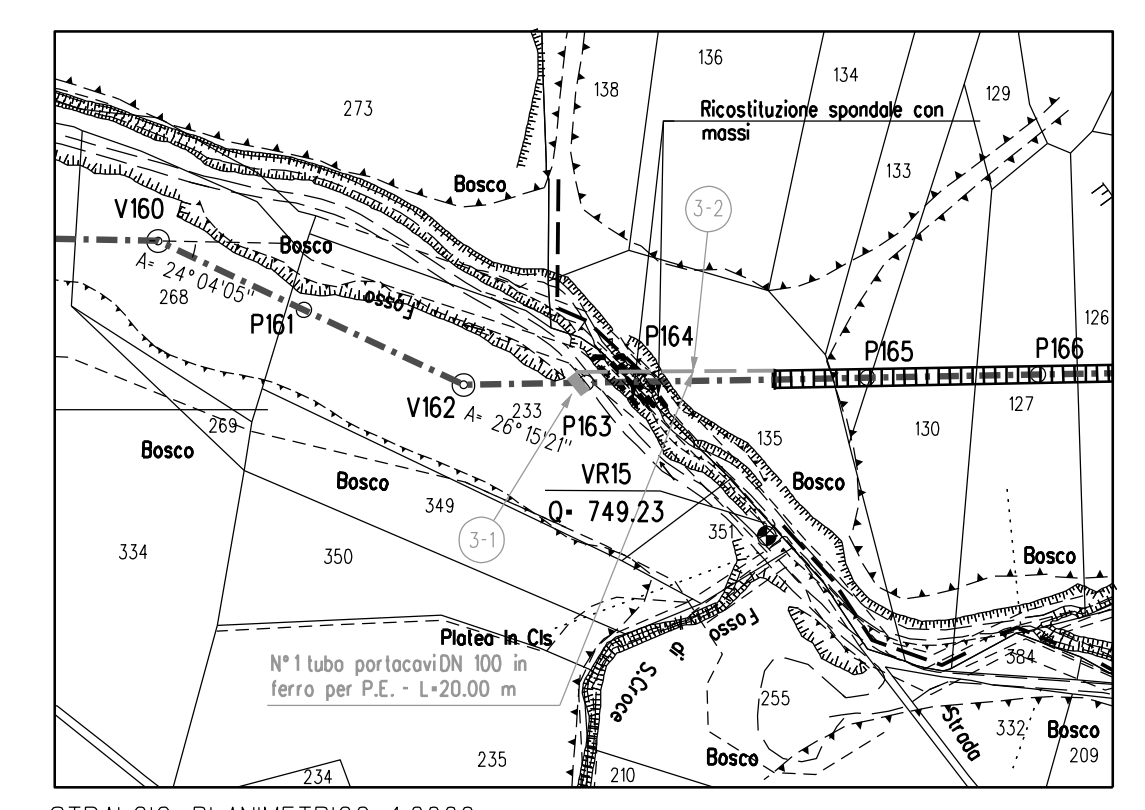 136
134
129
138
273
Ricostituzione spondale con
massi
133
Bosco
3-2
V160
Bosco
A= 24°04'05"
268
Fosso
P161
126
P164
P165
P166
V162
233
A= 26°15'21"
P163
127
269
135
130
Bosco
VR15
Bosco
Bosco
349
Q= 749.23
3-1
351
334
350
Bosco
Platea In Cls
Fosso
di
S.Croce
N°1 tubo portacavi DN 100 in
ferro per P.E. - L=20.00 m
384
255
Strada
332
Bosco
235
Bosco
209
234
210